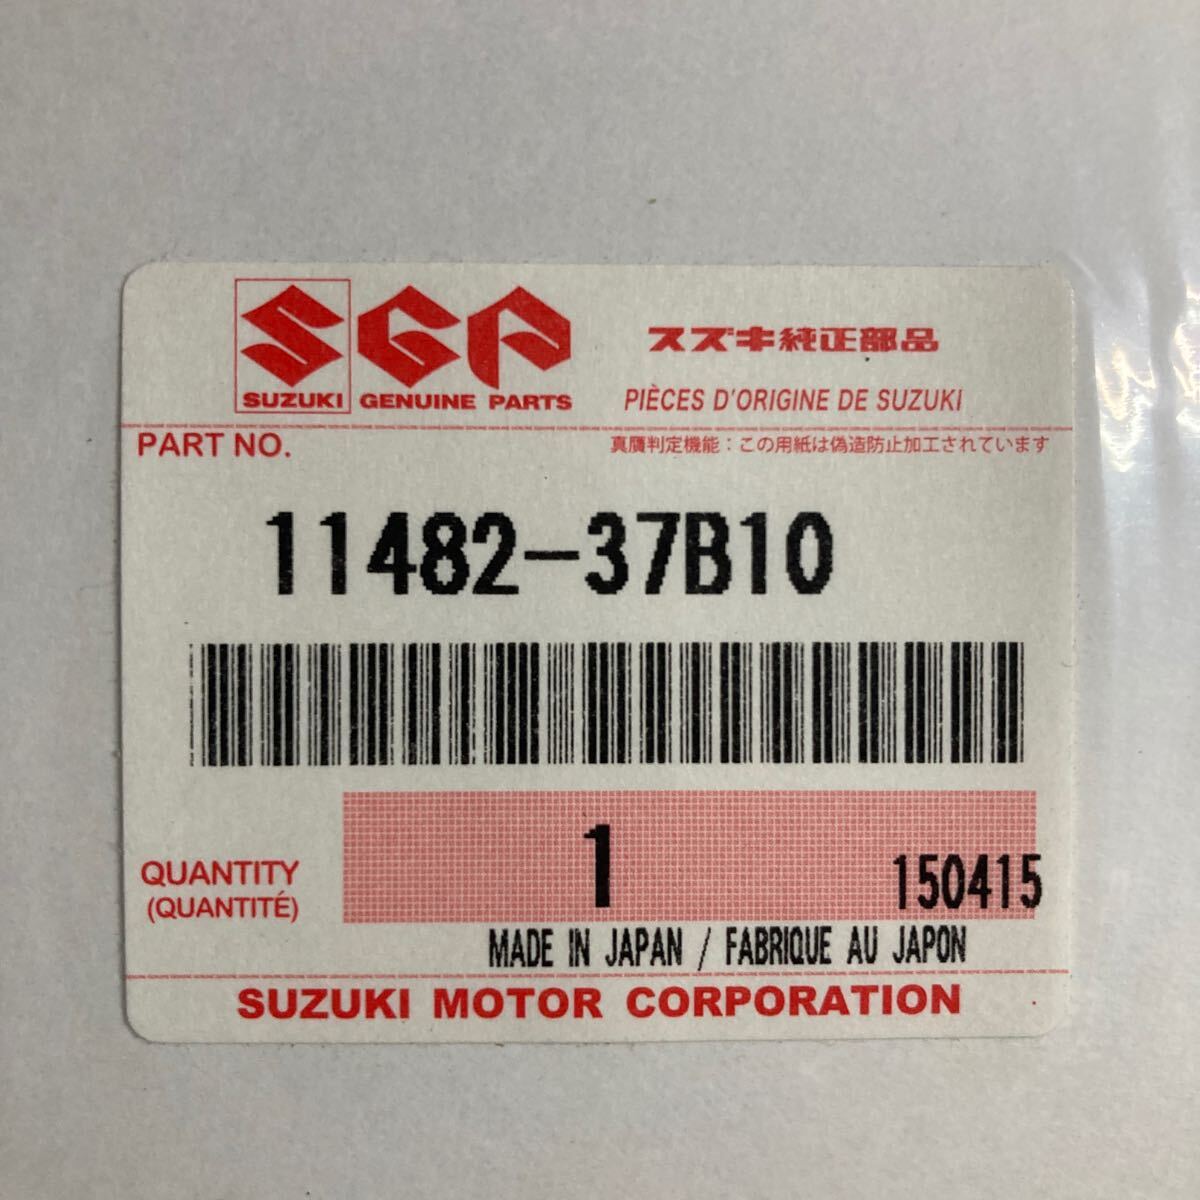 SGP
SUZUKI GENUINE PARTS
スズキ純正部品
PIÈCES D'ORIGINE DE SUZUKI
PART NO.
真贋判定機能：この用紙は偽造防止加工されています
11482-37B10
QUANTITY
(QUANTITÉ)
1
150415
MADE IN JAPAN / FABRIQUE AU JAPON
SUZUKI MOTOR CORPORATION